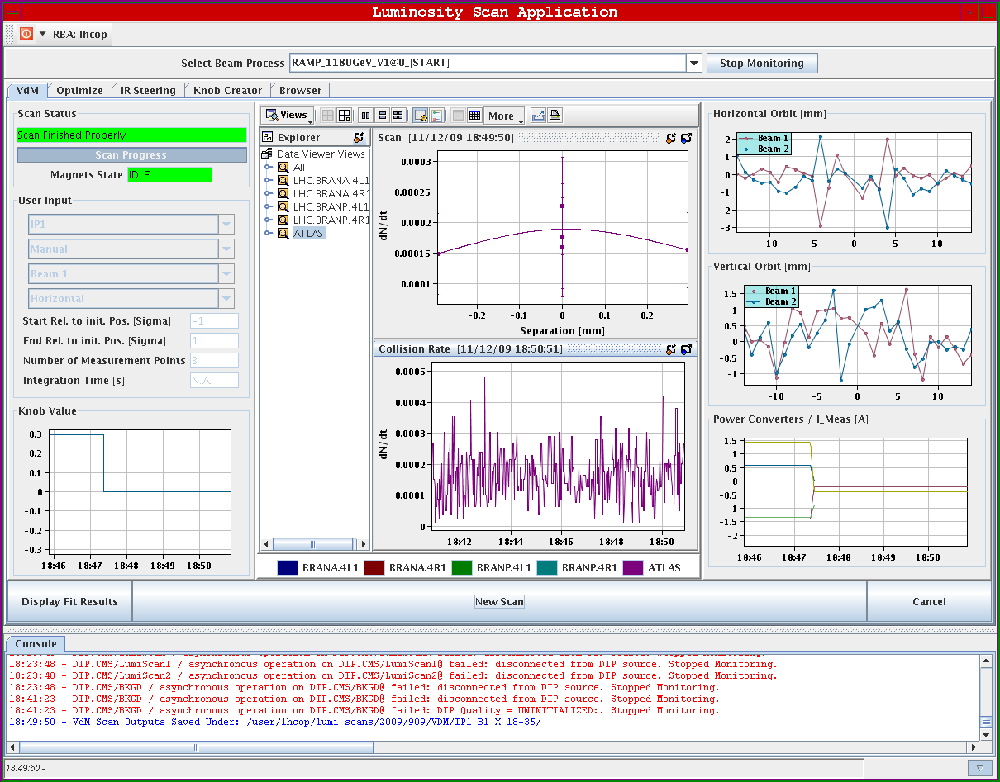 Luminosity Scan Application
RBA: lhcop
Select Beam Process RAMP_1180GeV_V1@0_[START] Stop Monitoring
VdM Optimize IR Steering Knob Creator Browser
Scan Status
Scan Finished Properly
Scan Progress
Magnets State IDLE
User Input
IP1
Manual
Beam 1
Horizontal
Start Rel. to init. Pos. [Sigma] -1
End Rel. to init. Pos. [Sigma] 1
Number of Measurement Points 3
Integration Time [s] N.A.
Knob Value
0.3
0.2
0.1
0
-0.1
-0.2
-0.3
18:46 18:47 18:48 18:49 18:50
Views More
Explorer
Data Viewer Views
All
LHC.BRANA.4L1
LHC.BRANA.4R1
LHC.BRANP.4L1
LHC.BRANP.4R1
ATLAS
Scan [11/12/09 18:49:50]
dN/dt
0.0003
0.00025
0.0002
0.00015
0.0001
-0.2 -0.1 0 0.1 0.2
Separation [mm]
Collision Rate [11/12/09 18:50:51]
dN/dt
0.0005
0.0004
0.0003
0.0002
0.0001
0
18:42 18:44 18:46 18:48 18:50
BRANA.4L1 BRANA.4R1 BRANP.4L1 BRANP.4R1 ATLAS
Horizontal Orbit [mm]
Beam 1
Beam 2
2
1
0
-1
-2
-3
-10 -5 0 5 10
Vertical Orbit [mm]
Beam 1
Beam 2
1.5
1
0.5
0
-0.5
-1
-10 -5 0 5 10
Power Converters / I_Meas [A]
1.5
1
0.5
0
-0.5
-1
-1.5
-2
18:46 18:47 18:48 18:49 18:50
Display Fit Results New Scan Cancel
Console
18:23:48 - DIP.CMS/LumiScan1 / asynchronous operation on DIP.CMS/LumiScan1@ failed: disconnected from DIP source. Stopped Monitoring.
18:23:48 - DIP.CMS/LumiScan2 / asynchronous operation on DIP.CMS/LumiScan2@ failed: disconnected from DIP source. Stopped Monitoring.
18:23:48 - DIP.CMS/BKGD / asynchronous operation on DIP.CMS/BKGD@ failed: disconnected from DIP source. Stopped Monitoring.
18:41:23 - DIP.CMS/BKGD / asynchronous operation on DIP.CMS/BKGD@ failed: disconnected from DIP source. Stopped Monitoring.
18:41:23 - DIP.CMS/BKGD / asynchronous operation on DIP.CMS/BKGD@ failed: DIP Quality = UNINITIALIZED:. Stopped Monitoring.
18:49:50 - VdM Scan Outputs Saved Under: /user/lhcop/lumi_scans/2009/909/VDM/IP1_B1_X_18-35/
18:49:50 -